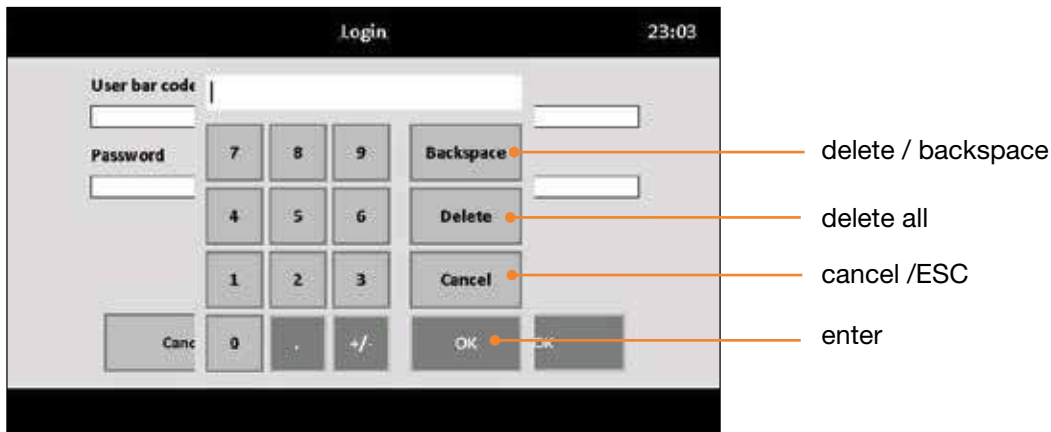 Login 23:03
User bar code
Password
7 8 9 Backspace delete / backspace
4 5 6 Delete delete all
1 2 3 Cancel cancel /ESC
Canc 0 . +/- OK OK enter